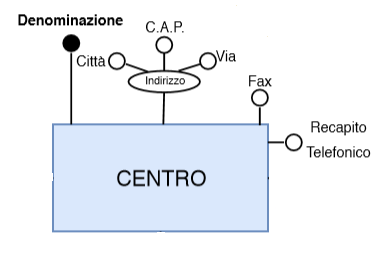 Denominazione
C.A.P.
Città
Via
Indirizzo
Fax
Recapito
Telefonico
CENTRO